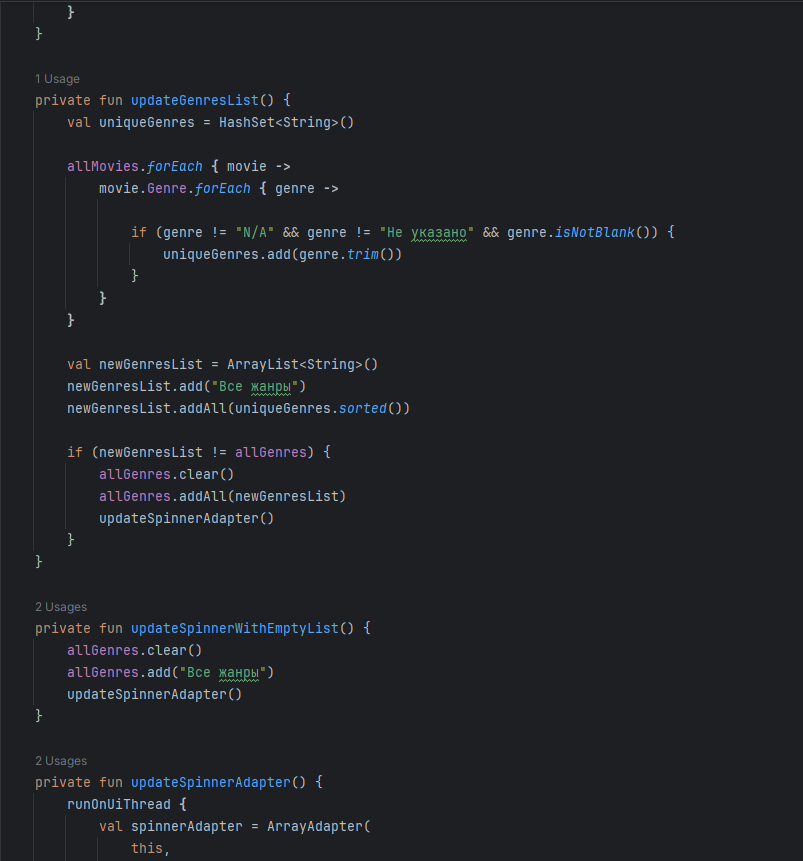 }
}
1 Usage
private fun updateGenresList() {
    val uniqueGenres = HashSet<String>()
    allMovies.forEach { movie ->
        movie.Genre.forEach { genre ->
            if (genre != "N/A" && genre != "Не указано" && genre.isNotBlank()) {
                uniqueGenres.add(genre.trim())
            }
        }
    }
    val newGenresList = ArrayList<String>()
    newGenresList.add("Все жанры")
    newGenresList.addAll(uniqueGenres.sorted())
    if (newGenresList != allGenres) {
        allGenres.clear()
        allGenres.addAll(newGenresList)
        updateSpinnerAdapter()
    }
}
2 Usages
private fun updateSpinnerWithEmptyList() {
    allGenres.clear()
    allGenres.add("Все жанры")
    updateSpinnerAdapter()
}
2 Usages
private fun updateSpinnerAdapter() {
    runOnUiThread {
        val spinnerAdapter = ArrayAdapter(
            this,